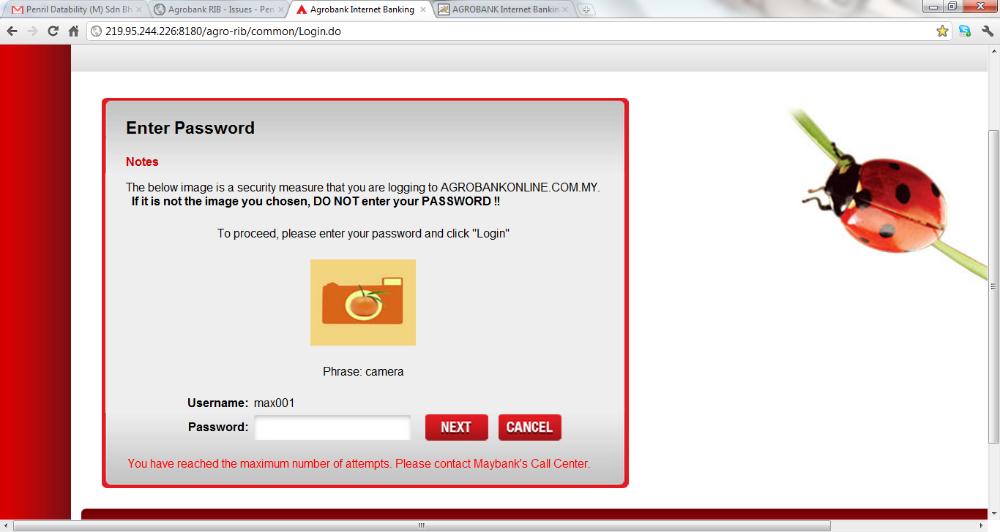 Penril Datability (M) Sdn Bh
Agrobank RIB - Issues - Pen
Agrobank Internet Banking
AGROBANK Internet Bankin
219.95.244.226:8180/agro-rib/common/Login.do
Enter Password
Notes
The below image is a security measure that you are logging to AGROBANKONLINE.COM.MY.
If it is not the image you chosen, DO NOT enter your PASSWORD !!
To proceed, please enter your password and click "Login"
Phrase: camera
Username: max001
Password:
NEXT
CANCEL
You have reached the maximum number of attempts. Please contact Maybank's Call Center.